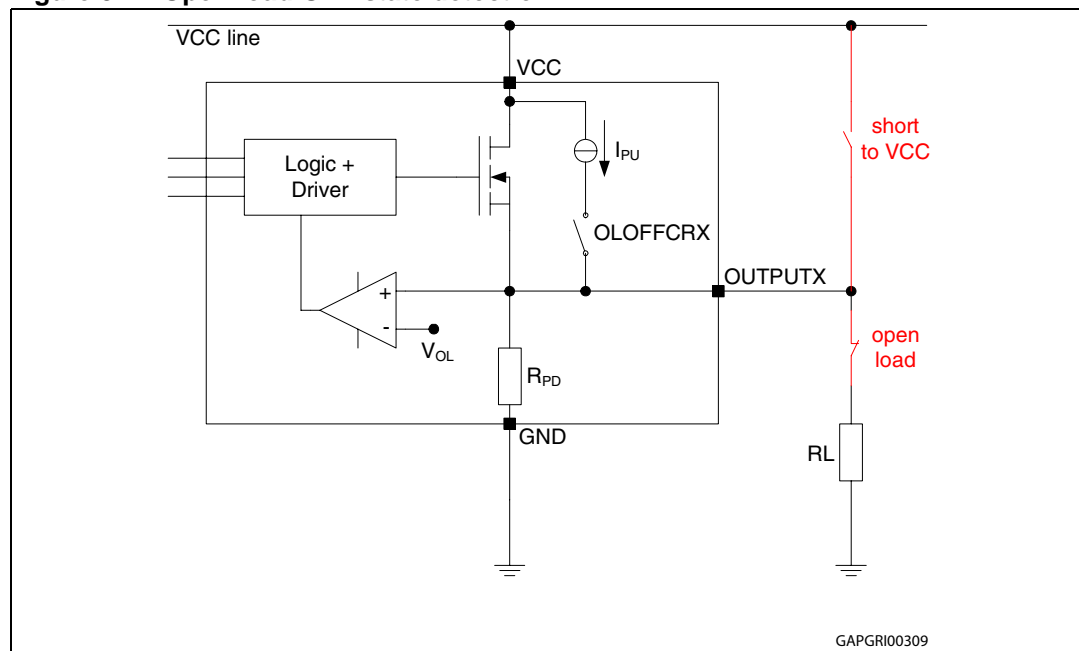 VCC line
VCC
short
to VCC
Logic +
Driver
IPU
OLOFFCRX
OUTPUTX
+
-
VOL
open
load
RPD
GND
RL
GAPGRI00309